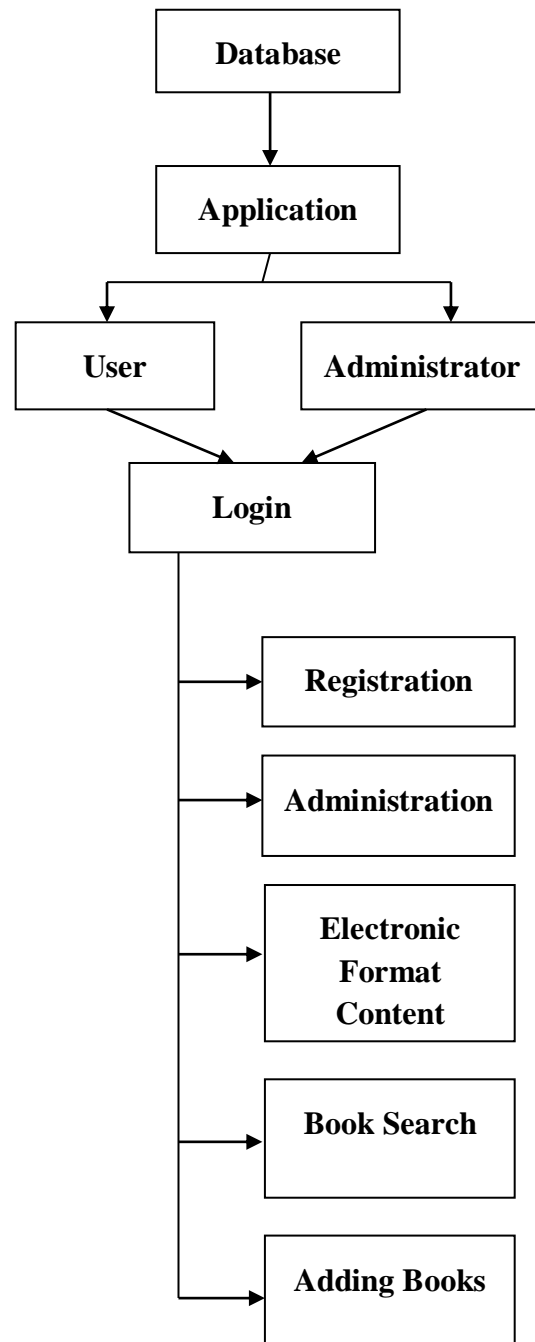 Database
Application
User
Administrator
Login
Registration
Administration
Electronic
Format
Content
Book Search
Adding Books